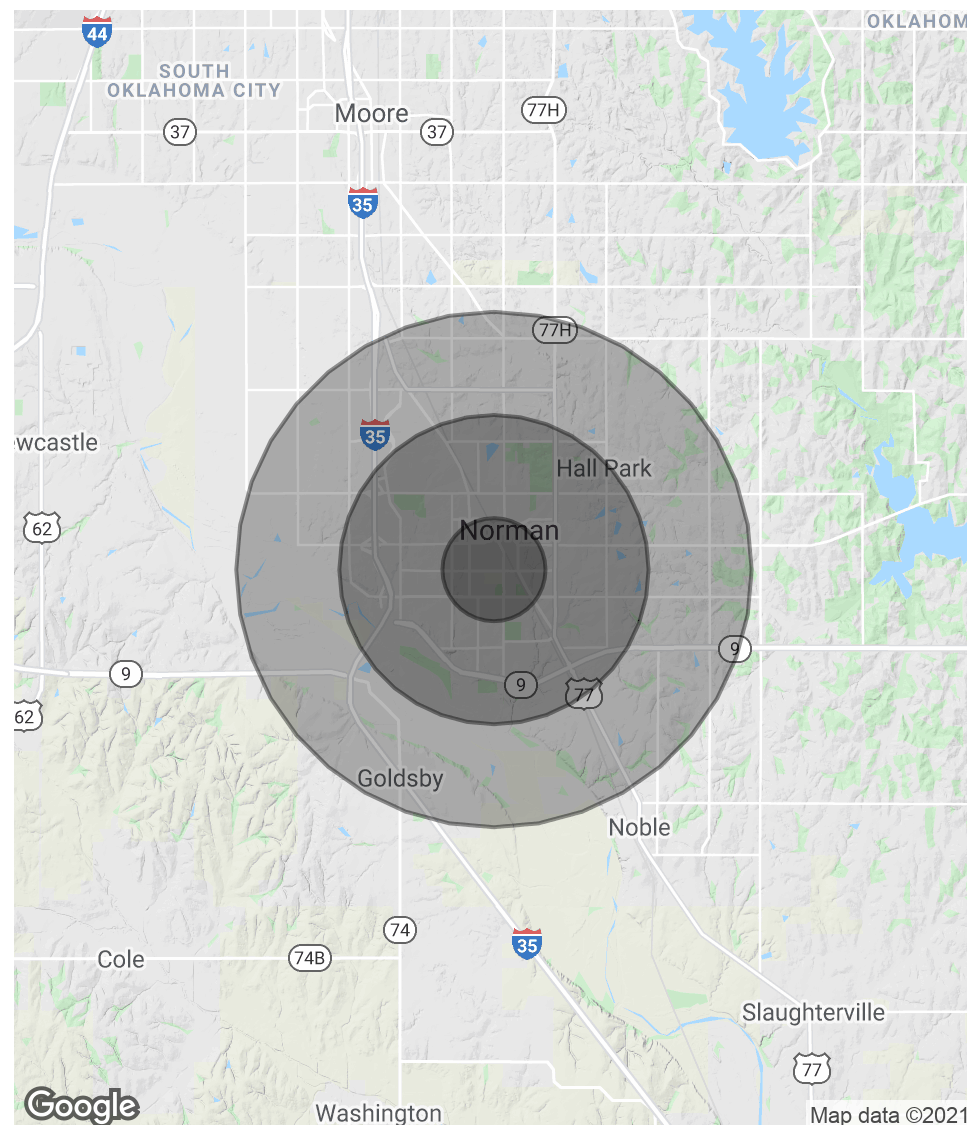 44
OKLAHOM
SOUTH
OKLAHOMA CITY
Moore
77H
37
37
35
77H
35
ewcastle
Hall Park
62
Norman
9
9
9
77
62
Goldsby
Noble
74
35
Cole
74B
Slaughterville
77
Google
Washington
Map data ©2021